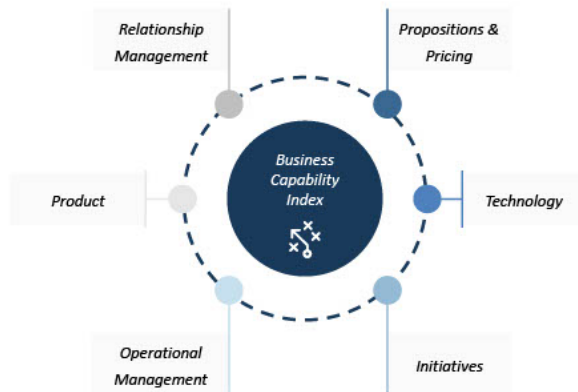 Relationship
Management
Propositions &
Pricing
Business
Capability
Index
Product
Technology
Operational
Management
Initiatives